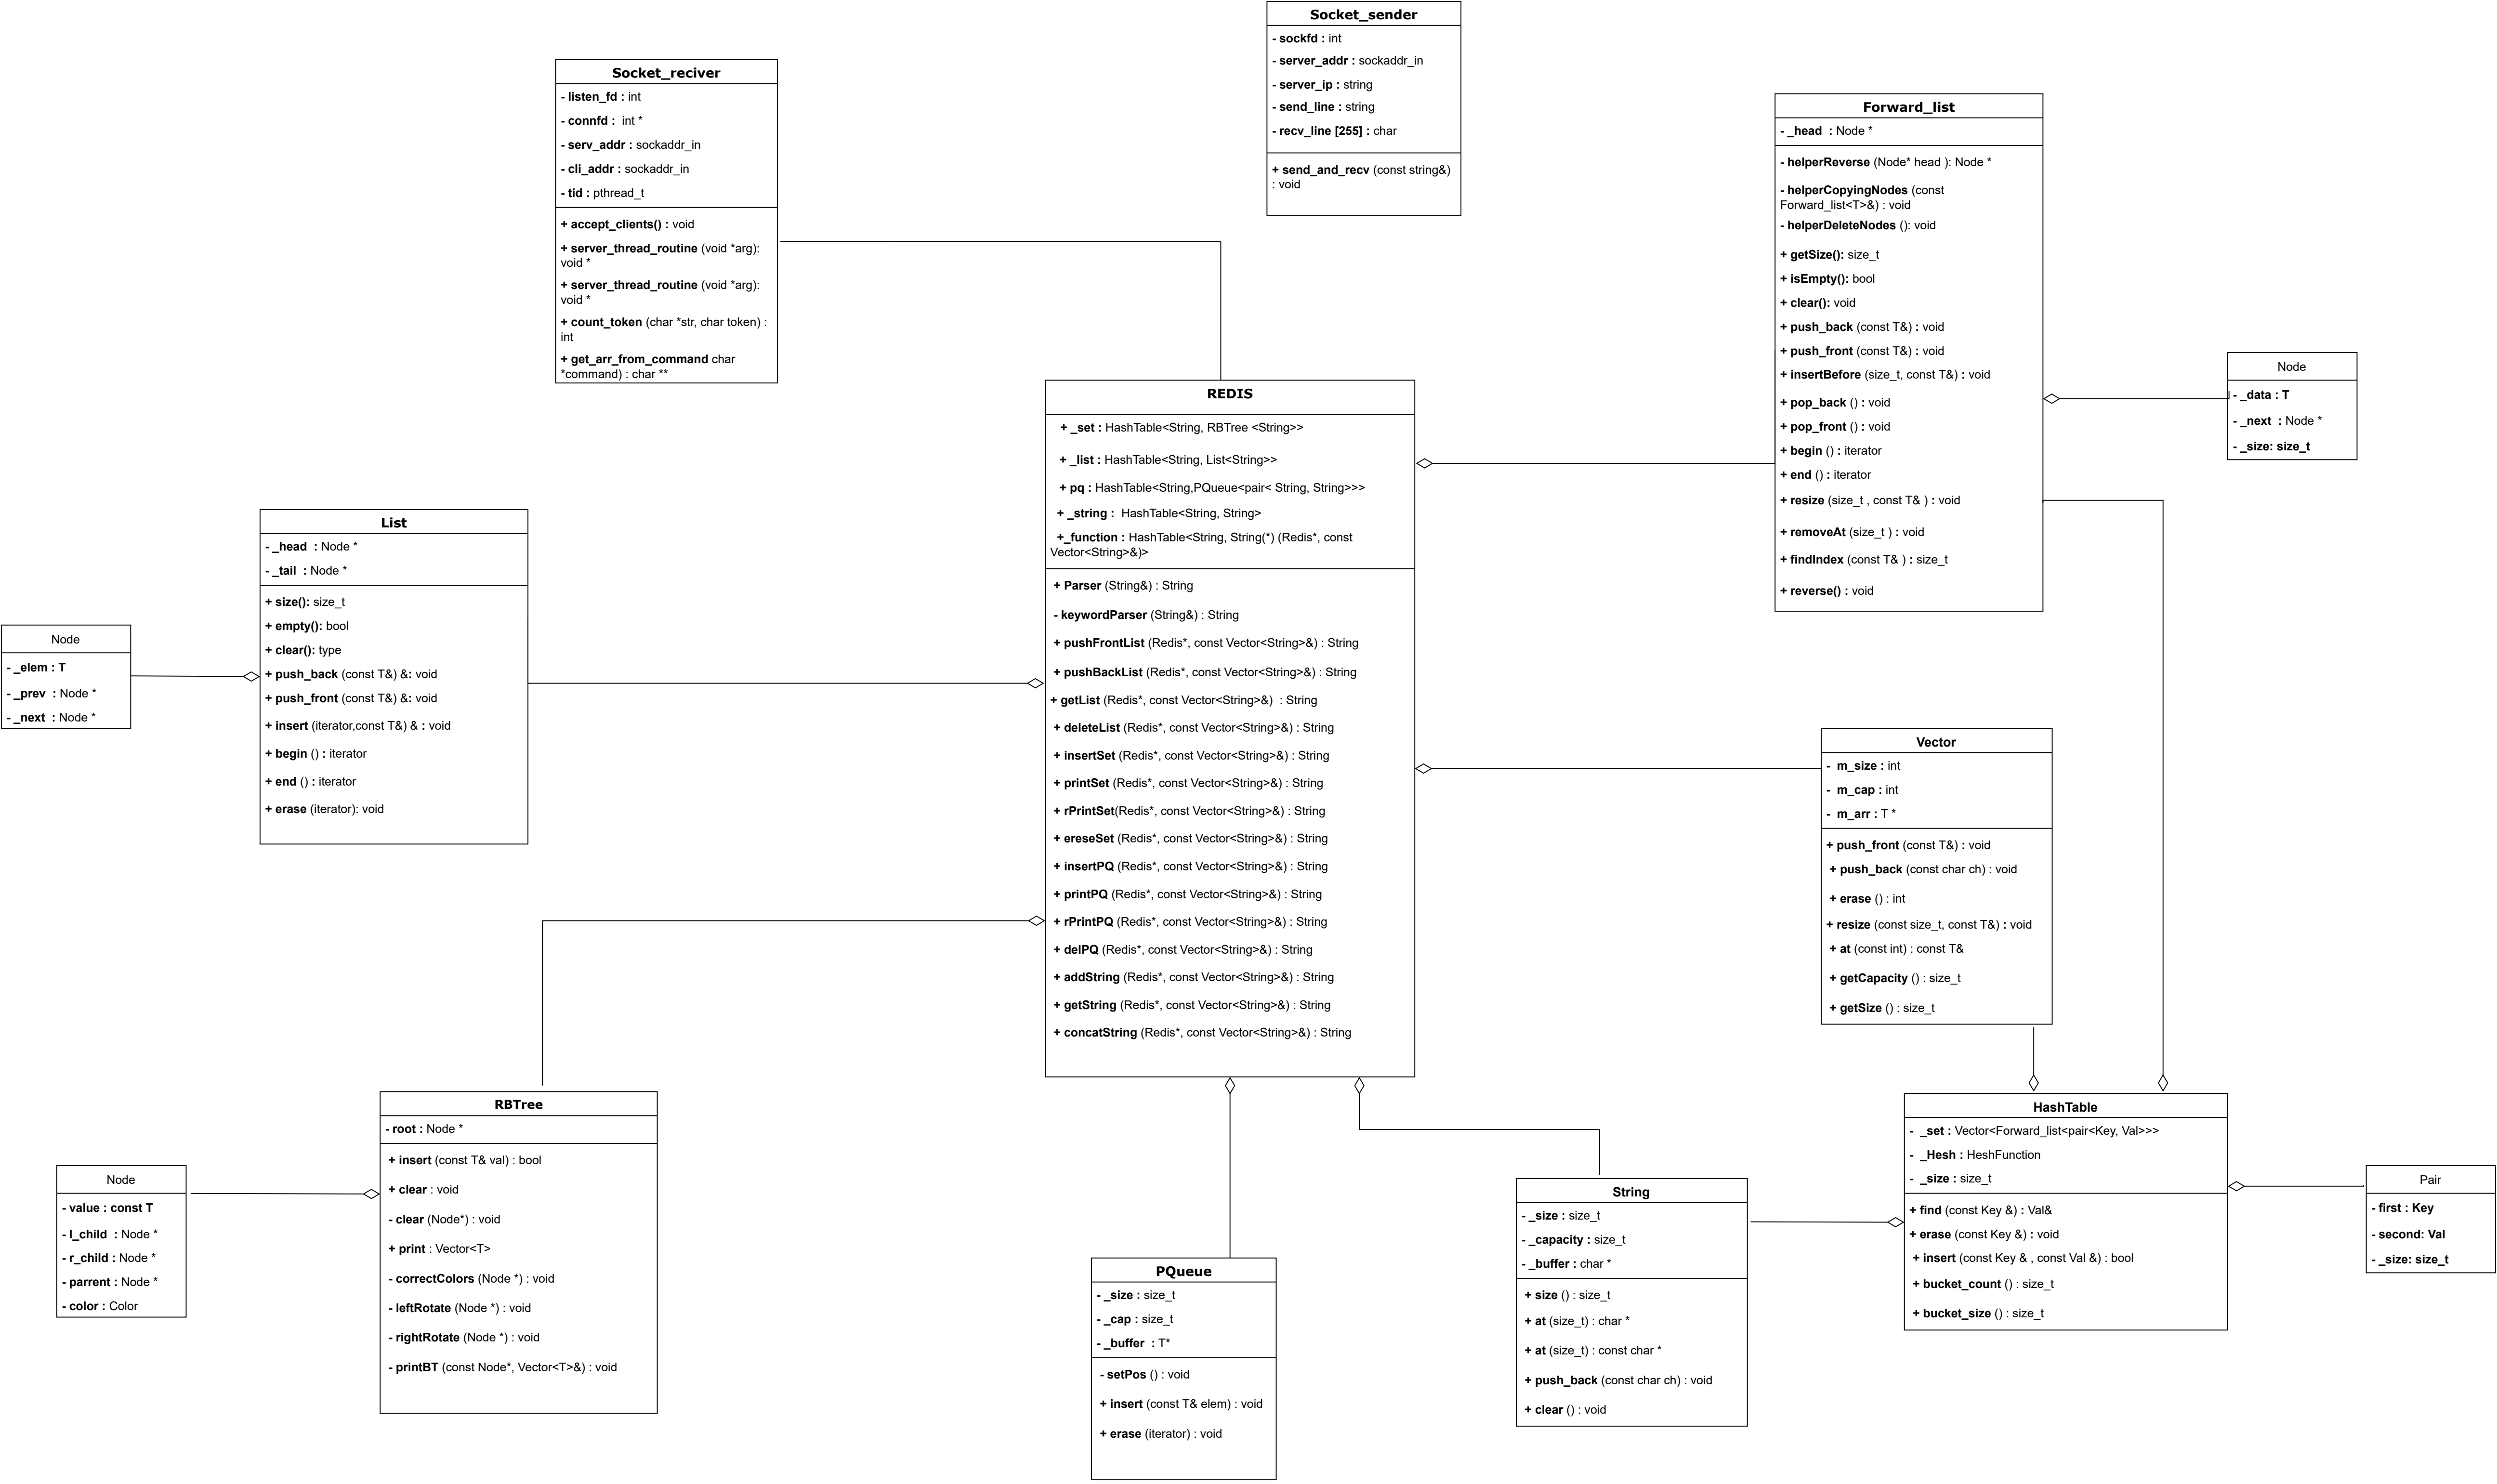 Socket_sender
- sockfd : int
- server_addr : sockaddr_in
- server_ip : string
- send_line : string
- recv_line [255] : char
+ send_and_recv (const string&)
: void
Socket_reciver
- listen_fd : int
- connfd :  int *
- serv_addr : sockaddr_in
- cli_addr : sockaddr_in
- tid : pthread_t
+ accept_clients() : void
+ server_thread_routine (void *arg):
void *
+ server_thread_routine (void *arg):
void *
+ count_token (char *str, char token) :
int
+ get_arr_from_command char
*command) : char **
Forward_list
- _head  : Node *
- helperReverse (Node* head ): Node *
- helperCopyingNodes (const
Forward_list<T>&) : void
- helperDeleteNodes (): void
+ getSize(): size_t
+ isEmpty(): bool
+ clear(): void
+ push_back (const T&) : void
+ push_front (const T&) : void
+ insertBefore (size_t, const T&) : void
+ pop_back () : void
+ pop_front () : void
+ begin () : iterator
+ end () : iterator
+ resize (size_t , const T& ) : void
+ removeAt (size_t ) : void
+ findIndex (const T& ) : size_t
+ reverse() : void
Node
- _data : T
- _next  : Node *
- _size: size_t
REDIS
+ _set : HashTable<String, RBTree <String>>
+ _list : HashTable<String, List<String>>
+ pq : HashTable<String,PQueue<pair< String, String>>>
+ _string :  HashTable<String, String>
+_function : HashTable<String, String(*) (Redis*, const
Vector<String>&)>
+ Parser (String&) : String
- keywordParser (String&) : String
+ pushFrontList (Redis*, const Vector<String>&) : String
+ pushBackList (Redis*, const Vector<String>&) : String
+ getList (Redis*, const Vector<String>&)  : String
+ deleteList (Redis*, const Vector<String>&) : String
+ insertSet (Redis*, const Vector<String>&) : String
+ printSet (Redis*, const Vector<String>&) : String
+ rPrintSet(Redis*, const Vector<String>&) : String
+ ereseSet (Redis*, const Vector<String>&) : String
+ insertPQ (Redis*, const Vector<String>&) : String
+ printPQ (Redis*, const Vector<String>&) : String
+ rPrintPQ (Redis*, const Vector<String>&) : String
+ delPQ (Redis*, const Vector<String>&) : String
+ addString (Redis*, const Vector<String>&) : String
+ getString (Redis*, const Vector<String>&) : String
+ concatString (Redis*, const Vector<String>&) : String
List
- _head  : Node *
- _tail  : Node *
+ size(): size_t
+ empty(): bool
+ clear(): type
+ push_back (const T&) &: void
+ push_front (const T&) &: void
+ insert (iterator,const T&) & : void
+ begin () : iterator
+ end () : iterator
+ erase (iterator): void
Node
- _elem : T
- _prev  : Node *
- _next  : Node *
Vector
-  m_size : int
-  m_cap : int
-  m_arr : T *
+ push_front (const T&) : void
+ push_back (const char ch) : void
+ erase () : int
+ resize (const size_t, const T&) : void
+ at (const int) : const T&
+ getCapacity () : size_t
+ getSize () : size_t
RBTree
- root : Node *
+ insert (const T& val) : bool
+ clear : void
- clear (Node*) : void
+ print : Vector<T>
- correctColors (Node *) : void
- leftRotate (Node *) : void
- rightRotate (Node *) : void
- printBT (const Node*, Vector<T>&) : void
Node
- value : const T
- l_child  : Node *
- r_child : Node *
- parrent : Node *
- color : Color
PQueue
- _size : size_t
- _cap : size_t
- _buffer  : T*
- setPos () : void
+ insert (const T& elem) : void
+ erase (iterator) : void
String
- _size : size_t
- _capacity : size_t
- _buffer : char *
+ size () : size_t
+ at (size_t) : char *
+ at (size_t) : const char *
+ push_back (const char ch) : void
+ clear () : void
HashTable
-  _set : Vector<Forward_list<pair<Key, Val>>>
-  _Hesh : HeshFunction
-  _size : size_t
+ find (const Key &) : Val&
+ erase (const Key &) : void
+ insert (const Key & , const Val &) : bool
+ bucket_count () : size_t
+ bucket_size () : size_t
Pair
- first : Key
- second: Val
- _size: size_t